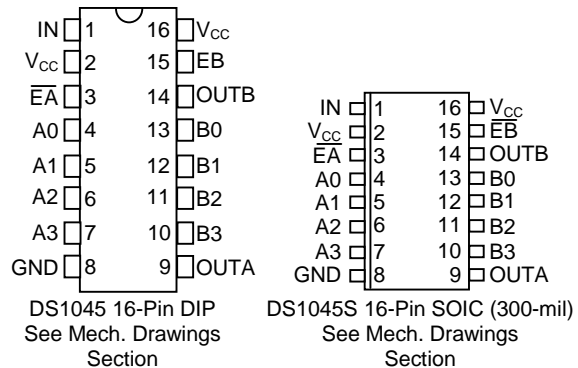 IN 1 16 VCC
VCC 2 15 EB
EA 3 14 OUTB
A0 4 13 B0
A1 5 12 B1
A2 6 11 B2
A3 7 10 B3
GND 8 9 OUTA
DS1045 16-Pin DIP
See Mech. Drawings
Section
IN 1 16 VCC
VCC 2 15 EB
EA 3 14 OUTB
A0 4 13 B0
A1 5 12 B1
A2 6 11 B2
A3 7 10 B3
GND 8 9 OUTA
DS1045S 16-Pin SOIC (300-mil)
See Mech. Drawings
Section